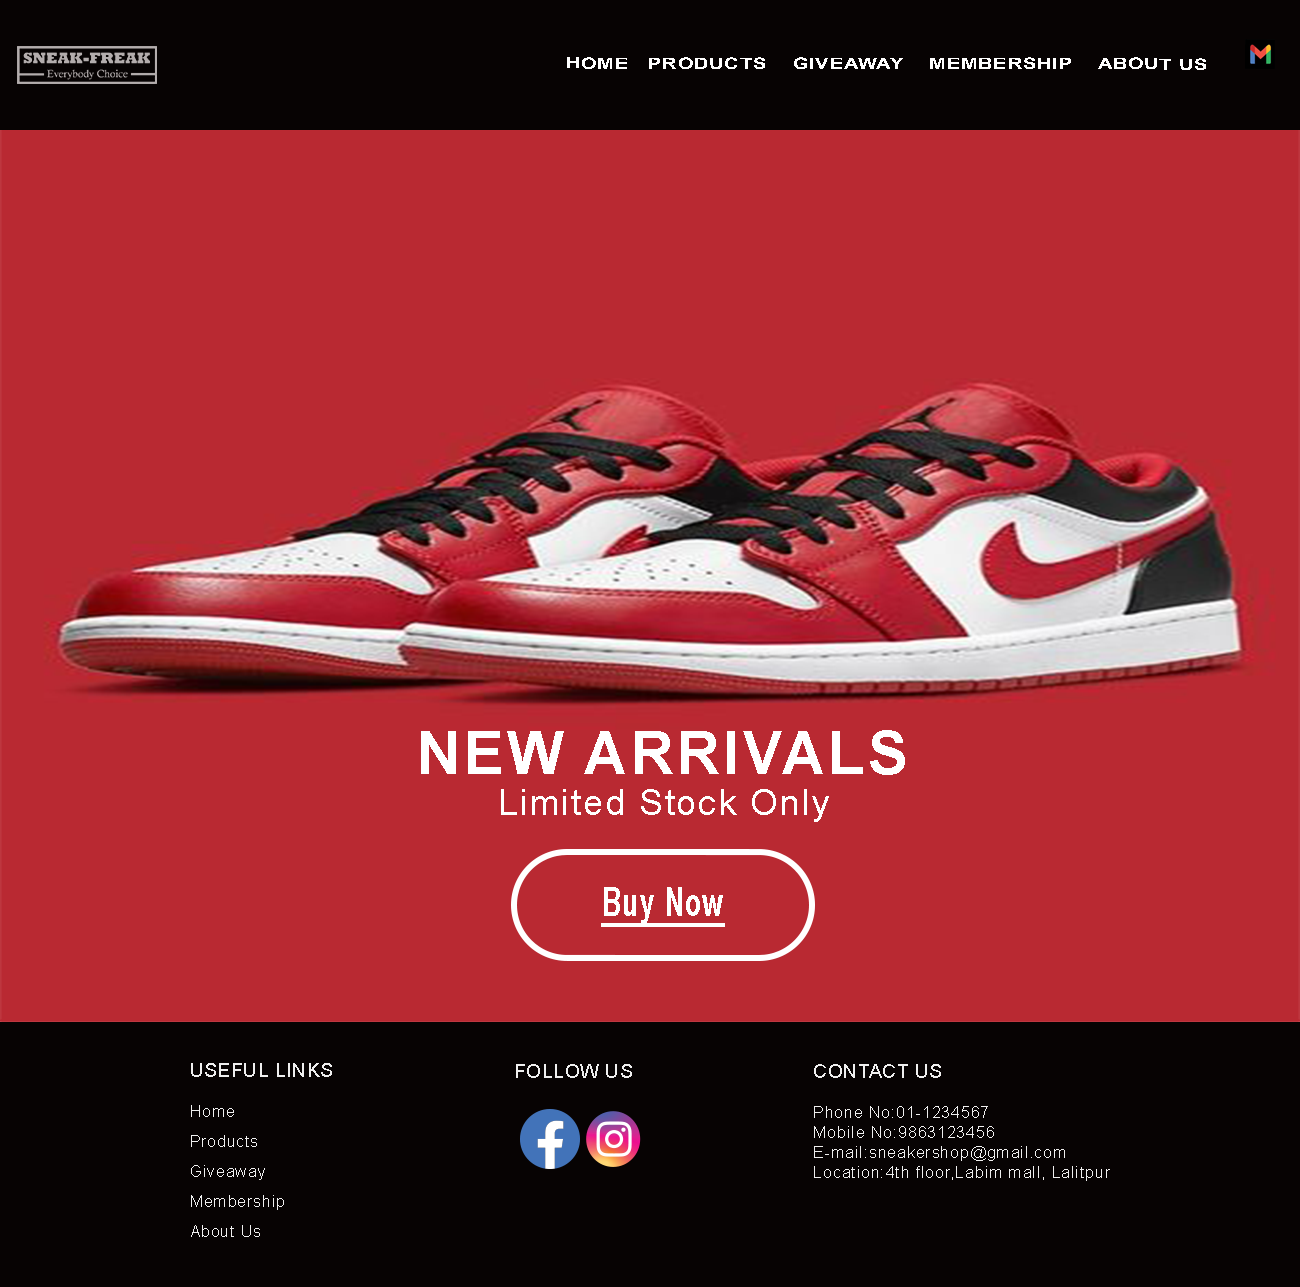 SNEAK-FREAK
Everybody Choice
HOME PRODUCTS GIVEAWAY MEMBERSHIP ABOUT US
NEW ARRIVALS
Limited Stock Only
Buy Now
USEFUL LINKS
Home
Products
Giveaway
Membership
About Us
FOLLOW US
CONTACT US
Phone No:01-1234567
Mobile No:9863123456
E-mail:sneakershop@gmail.com
Location:4th floor,Labim mall, Lalitpur